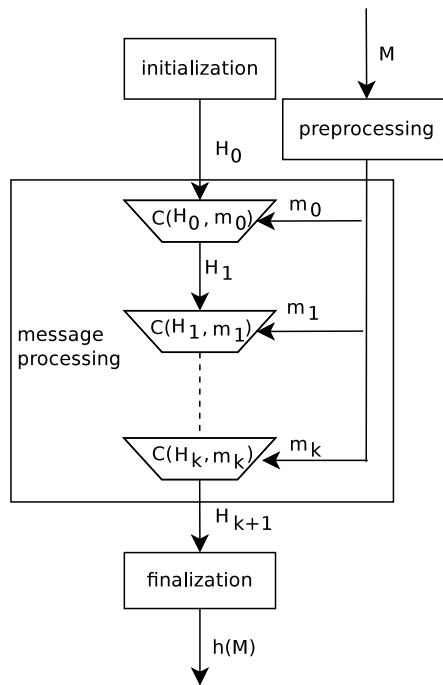 M
initialization
preprocessing
H0
C(H0, m0)
m0
H1
C(H1, m1)
m1
message
processing
C(Hk, mk)
mk
Hk+1
finalization
h(M)